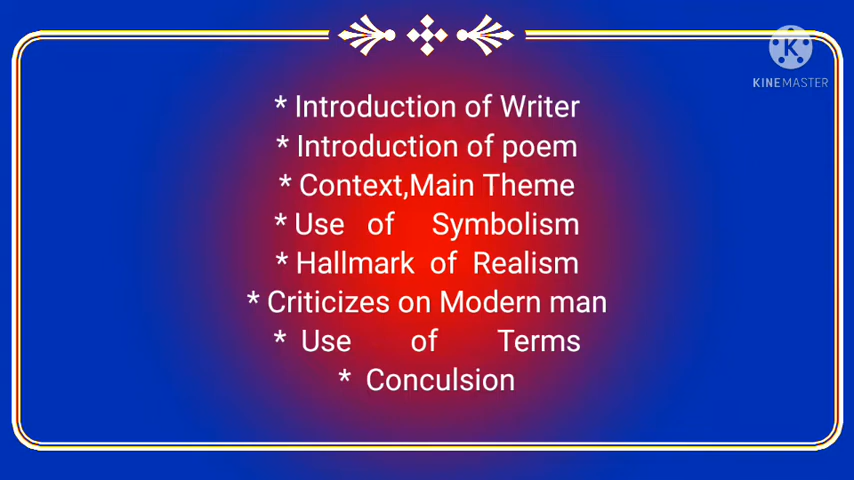 K
KINEMASTER
* Introduction of Writer
* Introduction of poem
* Context,Main Theme
* Use of Symbolism
* Hallmark of Realism
* Criticizes on Modern man
* Use of Terms
* Conculsion